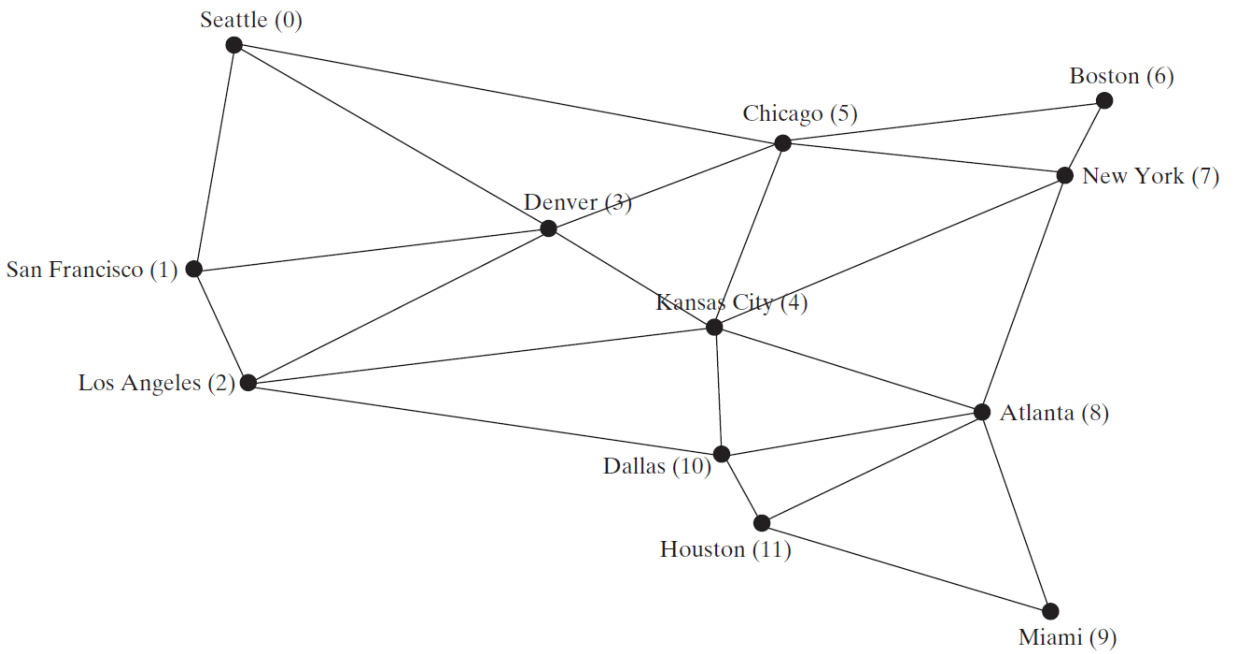 Seattle (0)
Boston (6)
Chicago (5)
New York (7)
Denver (3)
San Francisco (1)
Kansas City (4)
Los Angeles (2)
Atlanta (8)
Dallas (10)
Houston (11)
Miami (9)